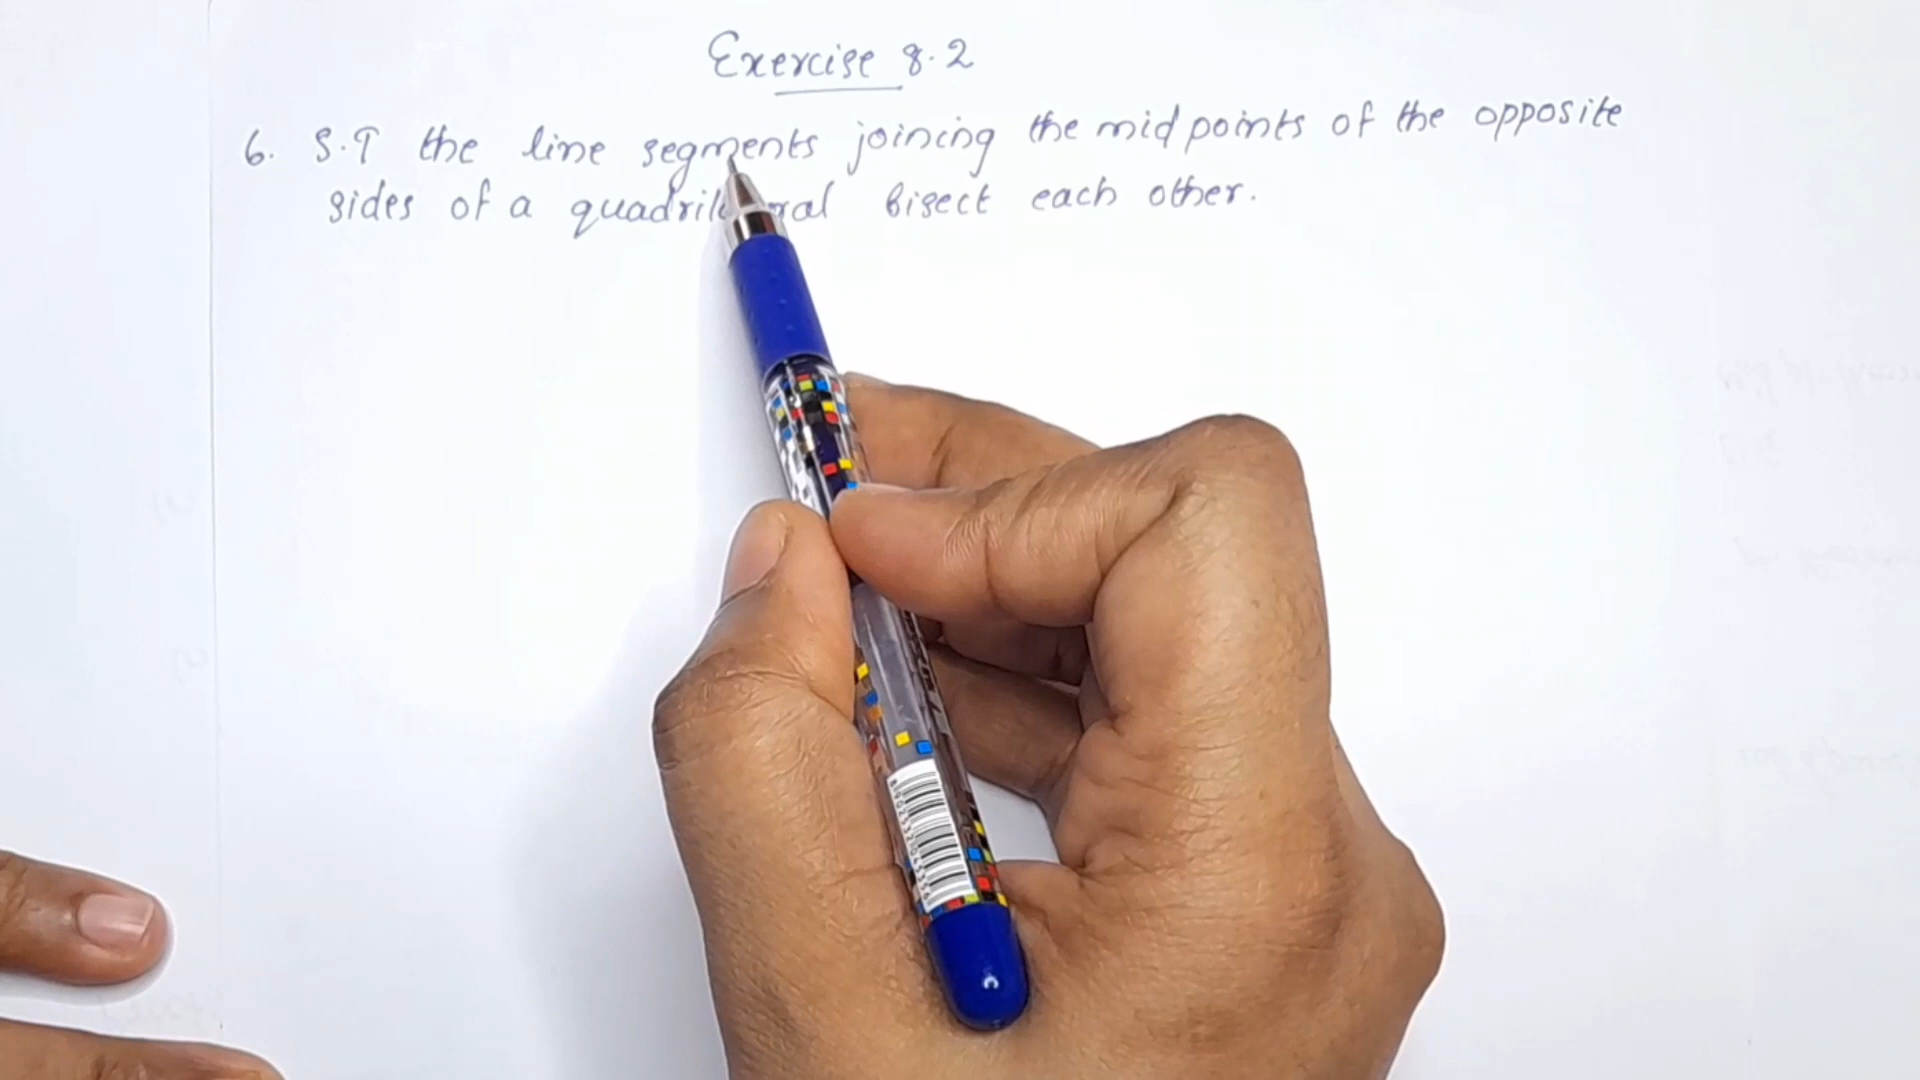 Exercise 8.2
6. S.T the line segments joining the midpoints of the opposite
sides of a quadrilateral bisect each other.